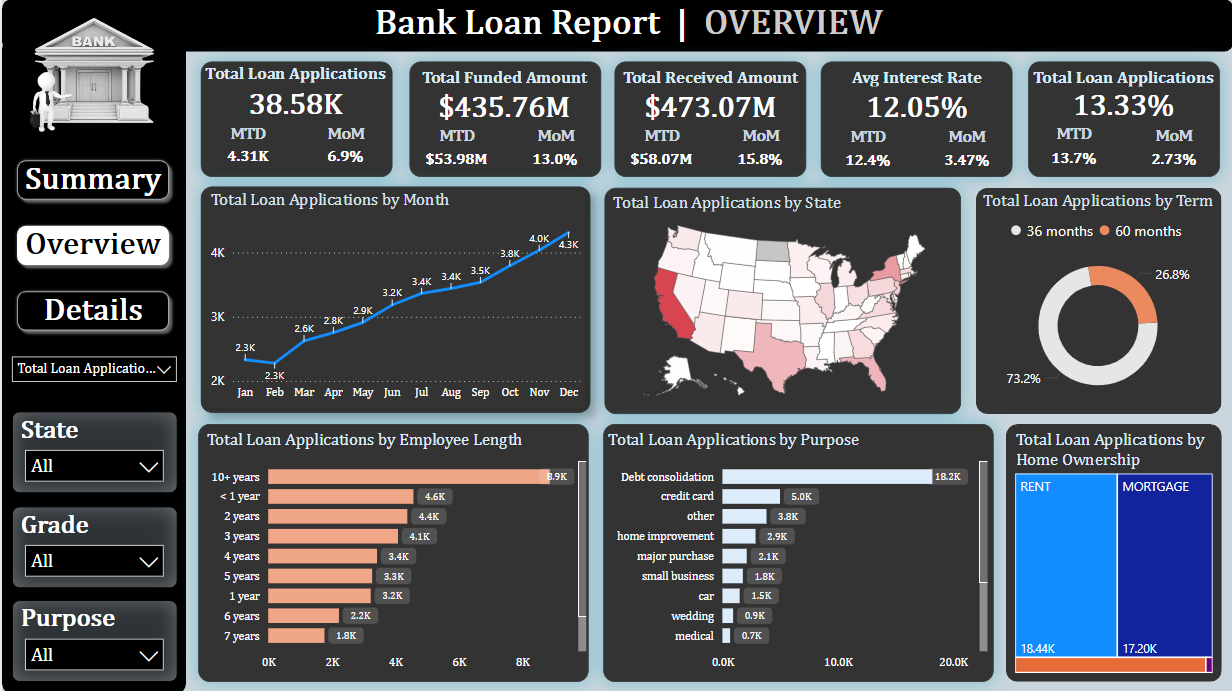 Bank Loan Report | OVERVIEW
BANK
Summary
Overview
Details
Total Loan Applicatio...
State
All
Grade
All
Purpose
All
Total Loan Applications
38.58K
MTD MoM
4.31K 6.9%
Total Funded Amount
$435.76M
MTD MoM
$53.98M 13.0%
Total Received Amount
$473.07M
MTD MoM
$58.07M 15.8%
Avg Interest Rate
12.05%
MTD MoM
12.4% 3.47%
Total Loan Applications
13.33%
MTD MoM
13.7% 2.73%
Total Loan Applications by Month
4K
3K
2K
2.3K 2.3K 2.6K 2.8K 2.9K 3.2K 3.4K 3.4K 3.5K 3.8K 4.0K 4.3K
Jan Feb Mar Apr May Jun Jul Aug Sep Oct Nov Dec
Total Loan Applications by State
Total Loan Applications by Term
36 months 60 months
26.8%
73.2%
Total Loan Applications by Employee Length
10+ years 8.9K
< 1 year 4.6K
2 years 4.4K
3 years 4.1K
4 years 3.4K
5 years 3.3K
1 year 3.2K
6 years 2.2K
7 years 1.8K
0K 2K 4K 6K 8K
Total Loan Applications by Purpose
Debt consolidation 18.2K
credit card 5.0K
other 3.8K
home improvement 2.9K
major purchase 2.1K
small business 1.8K
car 1.5K
wedding 0.9K
medical 0.7K
0.0K 10.0K 20.0K
Total Loan Applications by
Home Ownership
RENT MORTGAGE
18.44K 17.20K